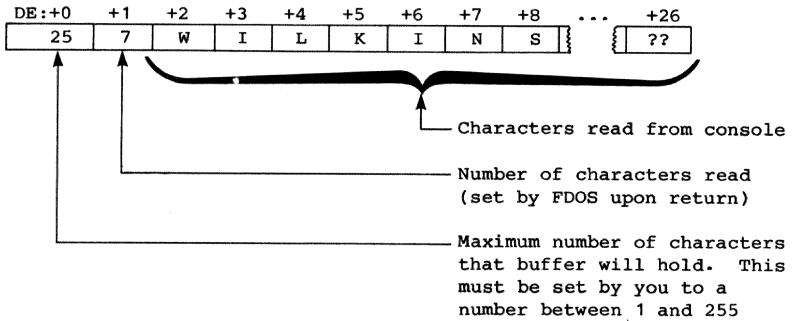 DE:+0 +1 +2 +3 +4 +5 +6 +7 +8 ... +26
25 7 W I L K I N S ??
Characters read from console
Number of characters read
(set by FDOS upon return)
Maximum number of characters
that buffer will hold. This
must be set by you to a
number between 1 and 255